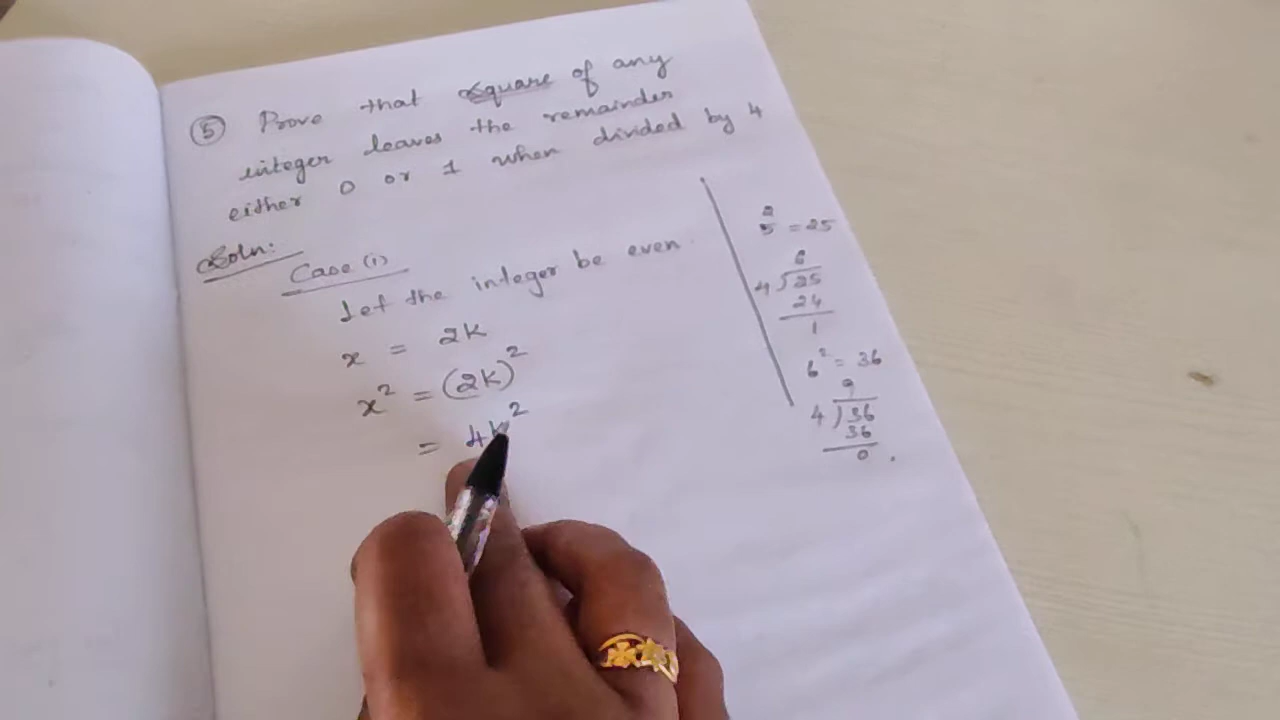 ⑤ Prove that square of any
integer leaves the remainder
either 0 or 1 when divided by 4
Soln:
Case (i)
Let the integer be even.
x = 2k
x² = (2k)²
= 4k²
5² = 25
6
4)25
24
1
6² = 36
9
4)36
36
0.